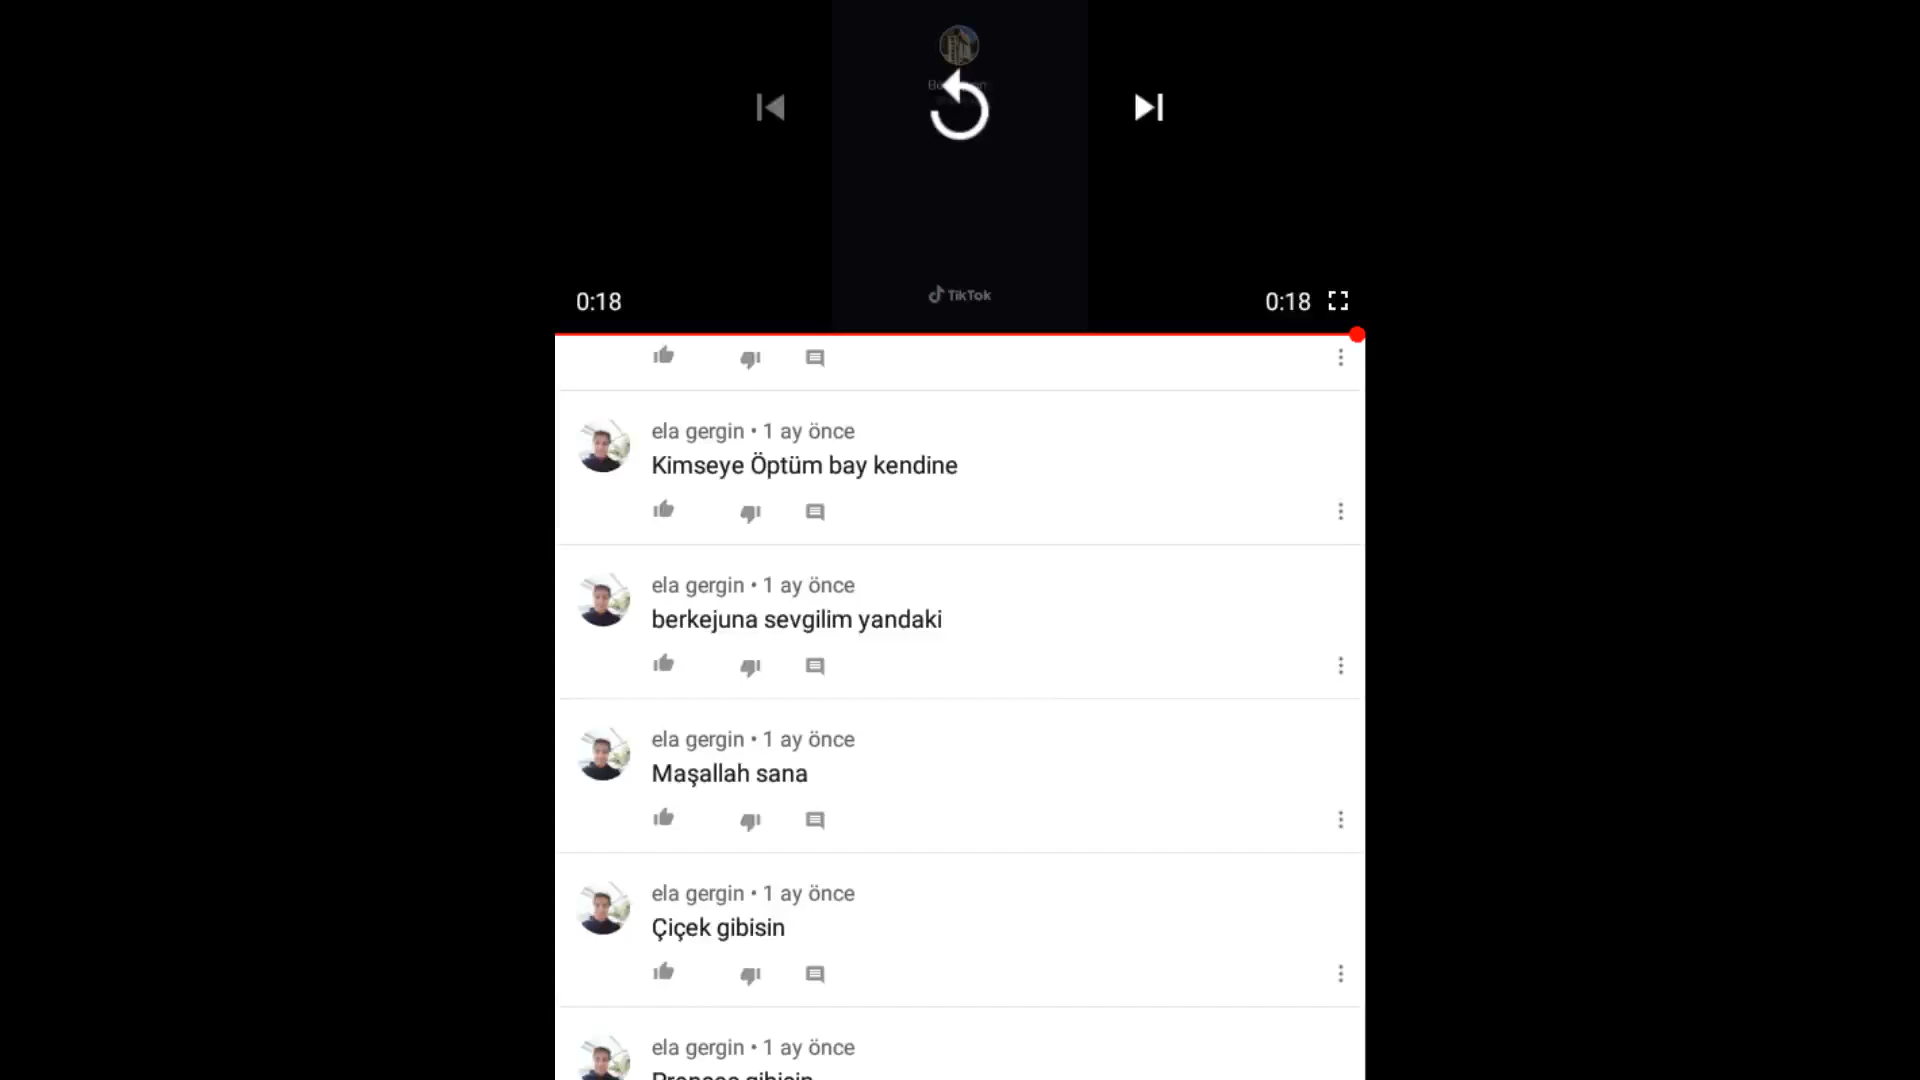 TikTok
0:18
0:18
ela gergin • 1 ay önce
Kimseye Öptüm bay kendine
ela gergin • 1 ay önce
berkejuna sevgilim yandaki
ela gergin • 1 ay önce
Maşallah sana
ela gergin • 1 ay önce
Çiçek gibisin
ela gergin • 1 ay önce
gibisin